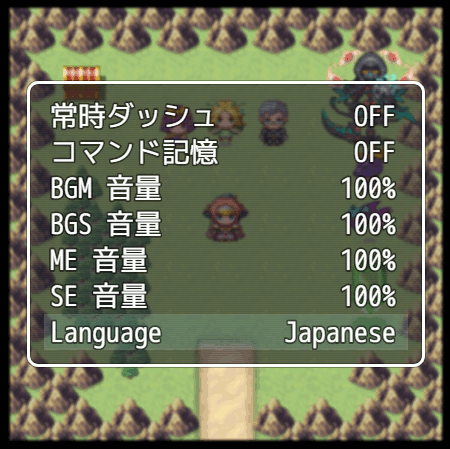 常時ダッシュ OFF
コマンド記憶 OFF
BGM 音量 100%
BGS 音量 100%
ME 音量 100%
SE 音量 100%
Language Japanese